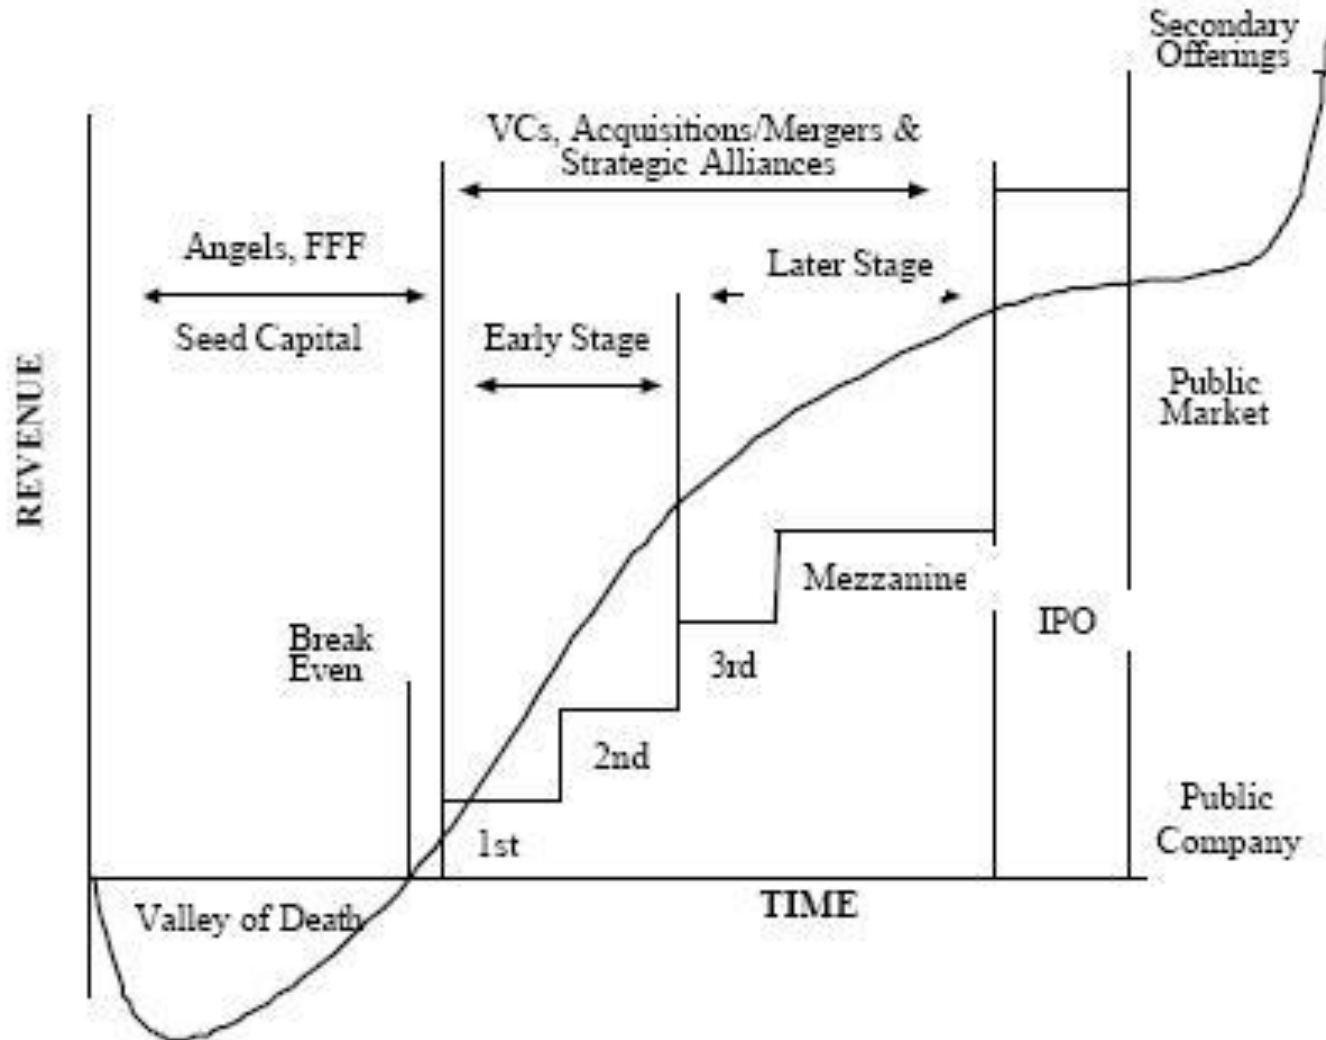 Secondary
Offerings
VCs, Acquisitions/Mergers &
Strategic Alliances
Angels, FFF
Later Stage
Seed Capital
Early Stage
REVENUE
Public
Market
Mezzanine
Break
Even
IPO
3rd
2nd
1st
Public
Company
Valley of Death
TIME